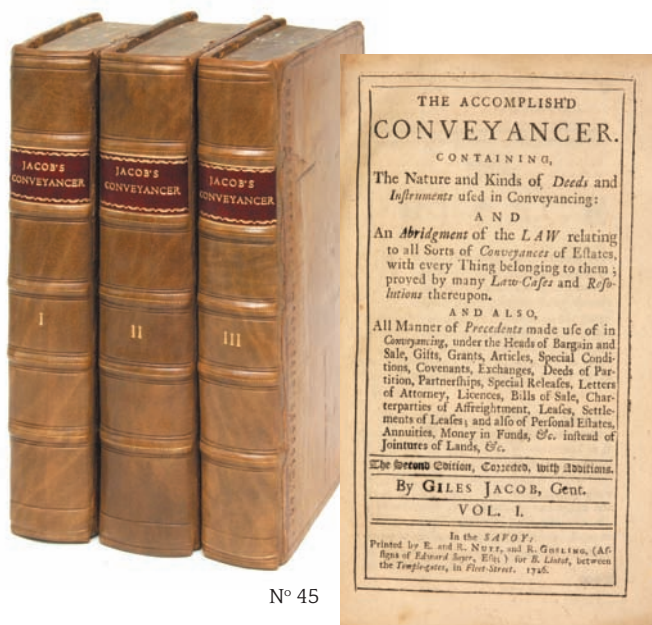 JACOB'S
CONVEYANCER
I
JACOB'S
CONVEYANCER
II
JACOB'S
CONVEYANCER
III
THE ACCOMPLISH'D
CONVEYANCER.
CONTAINING,
The Nature and Kinds of Deeds and
Inſtruments uſed in Conveyancing:
AND
An Abridgment of the LAW relating
to all Sorts of Conveyances of Eſtates,
with every Thing belonging to them;
proved by many Law-Caſes and Reſo-
lutions thereupon.
AND ALSO,
All Manner of Precedents made uſe of in
Conveyancing, under the Heads of Bargain and
Sale, Gifts, Grants, Articles, Special Condi-
tions, Covenants, Exchanges, Deeds of Par-
tition, Partnerſhips, Special Releaſes, Letters
of Attorney, Licences, Bills of Sale, Char-
terparties of Affreightment, Leaſes, Settle-
ments of Leaſes; and alſo of Perſonal Eſtates,
Annuities, Money in Funds, &c. inſtead of
Jointures of Lands, &c.
The Second Edition, Corrected, with Additions.
By GILES JACOB, Gent.
VOL. I.
In the SAVOY:
Printed by E. and R. NUTT, and R. GOSLING, (Aſ-
ſigns of Edward Sayer, Eſq;) for B. Lintot, between
the Temple-gates, in Fleet-Street. 1736.
Nº 45